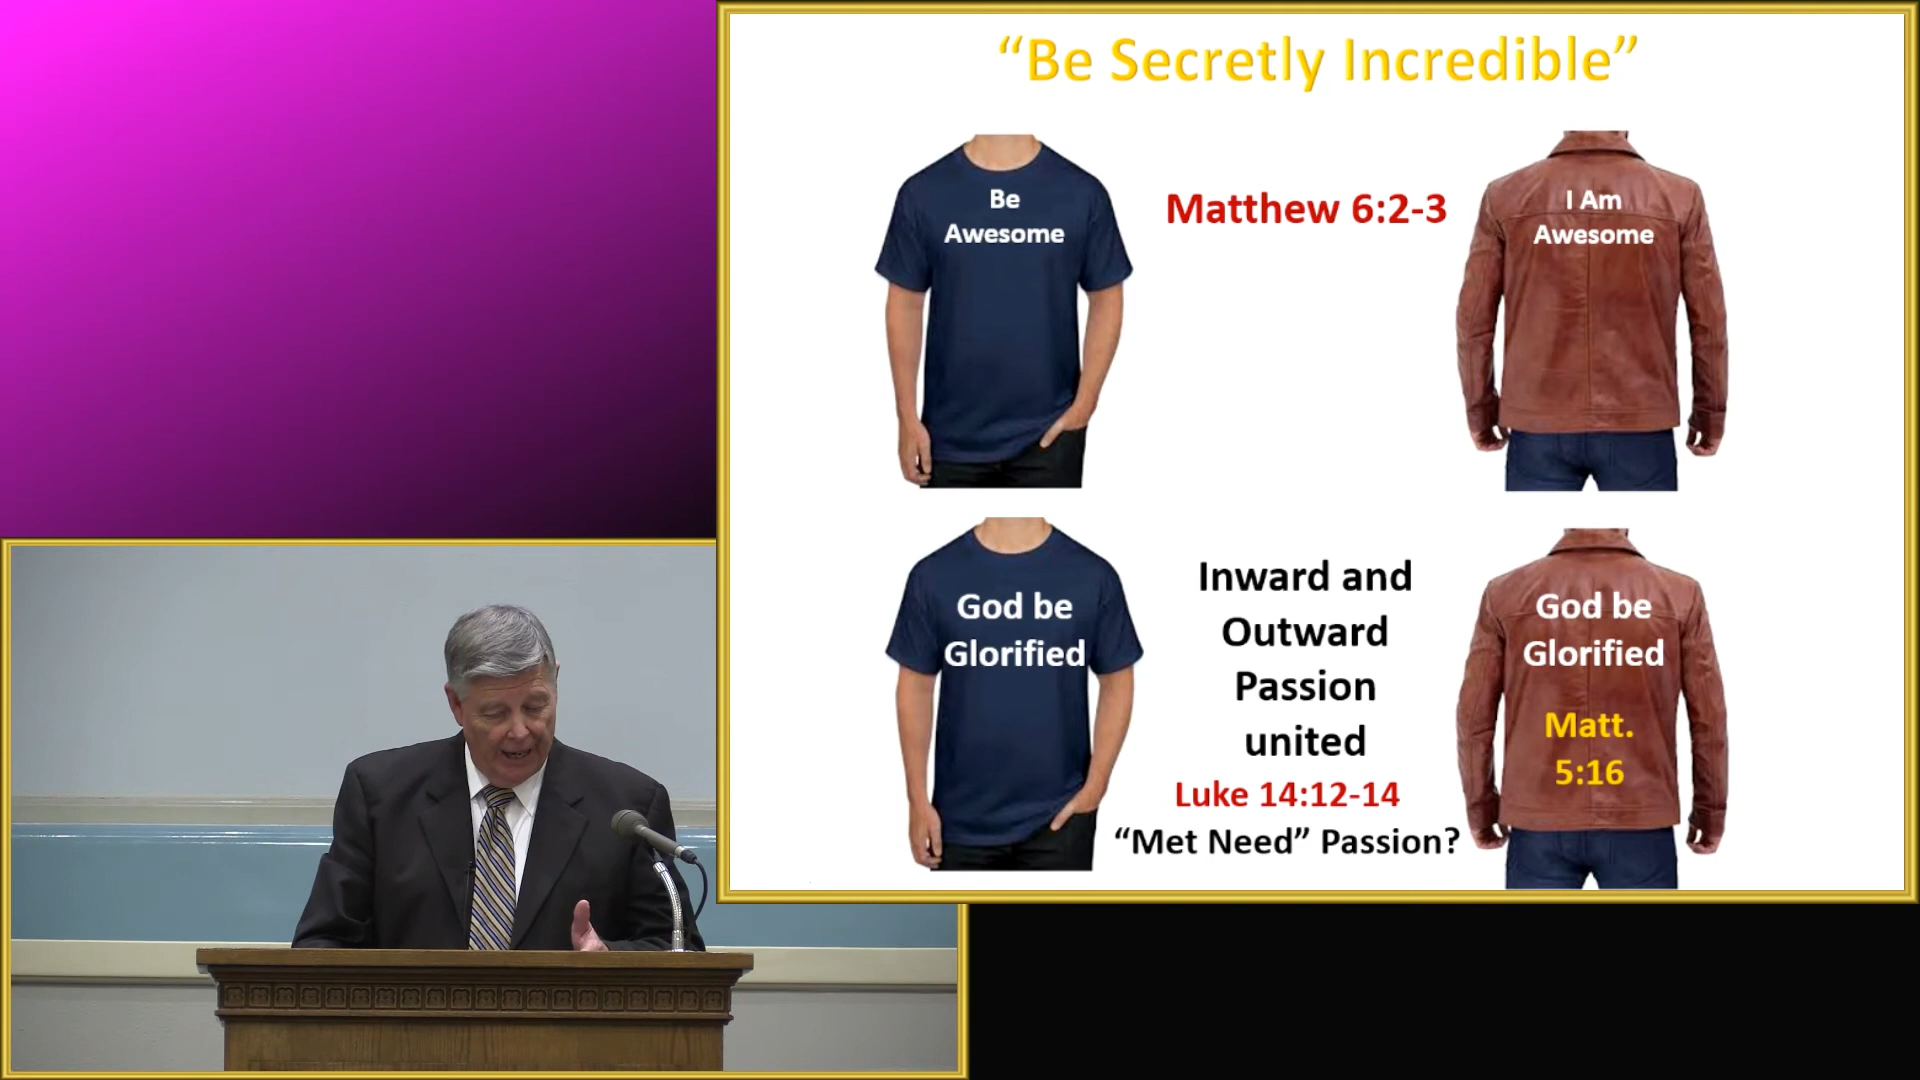 “Be Secretly Incredible”
Be
Awesome
Matthew 6:2-3
I Am
Awesome
God be
Glorified
Inward and
Outward
Passion
united
Luke 14:12-14
“Met Need” Passion?
God be
Glorified
Matt.
5:16